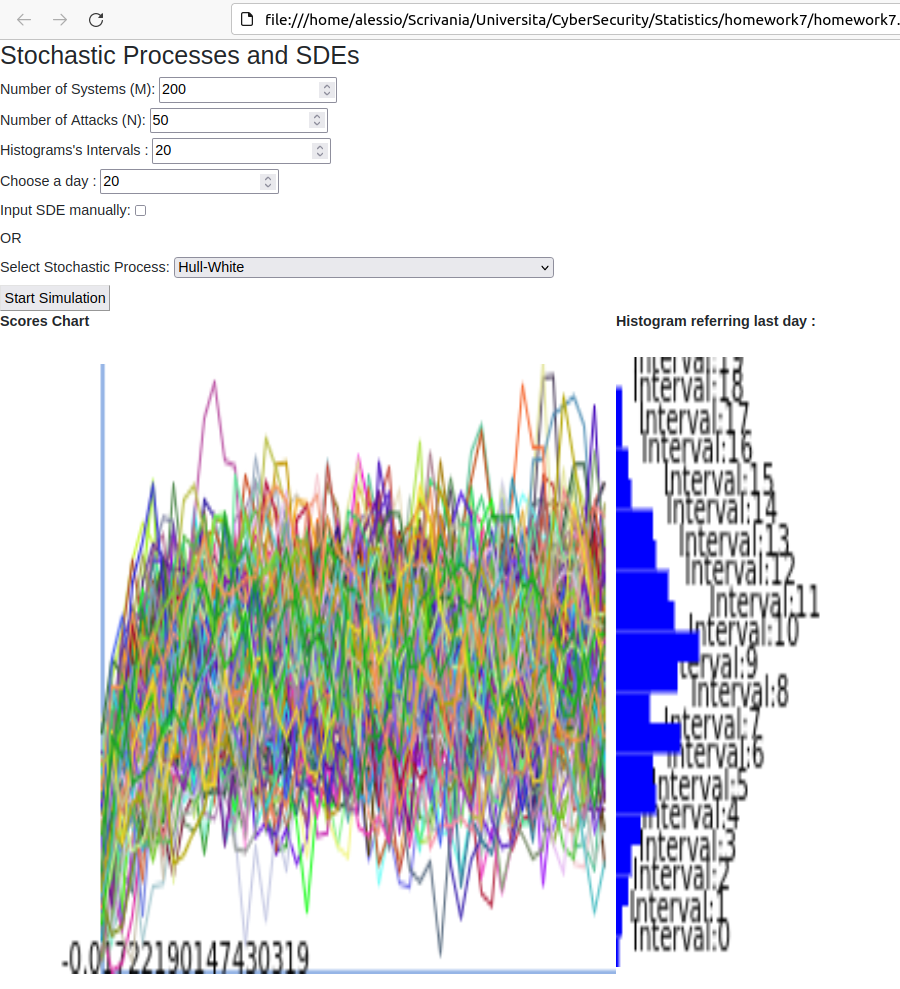 file:///home/alessio/Scrivania/Universita/CyberSecurity/Statistics/homework7/homework7.
Stochastic Processes and SDEs
Number of Systems (M): 200
Number of Attacks (N): 50
Histograms's Intervals : 20
Choose a day : 20
Input SDE manually:
OR
Select Stochastic Process: Hull-White
Start Simulation
Scores Chart
Histogram referring last day :
Interval:19
Interval:18
Interval:17
Interval:16
Interval:15
Interval:14
Interval:13
Interval:12
Interval:11
Interval:10
terval:9
Interval:8
Interval:7
Interval:6
Interval:5
Interval:4
Interval:3
Interval:2
Interval:1
Interval:0
-0.01722190147430319